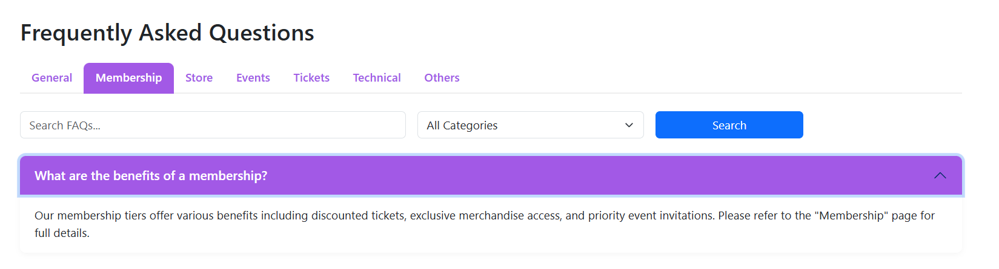 Frequently Asked Questions
General Membership Store Events Tickets Technical Others
Search FAQs... All Categories Search
What are the benefits of a membership?
Our membership tiers offer various benefits including discounted tickets, exclusive merchandise access, and priority event invitations. Please refer to the "Membership" page for
full details.